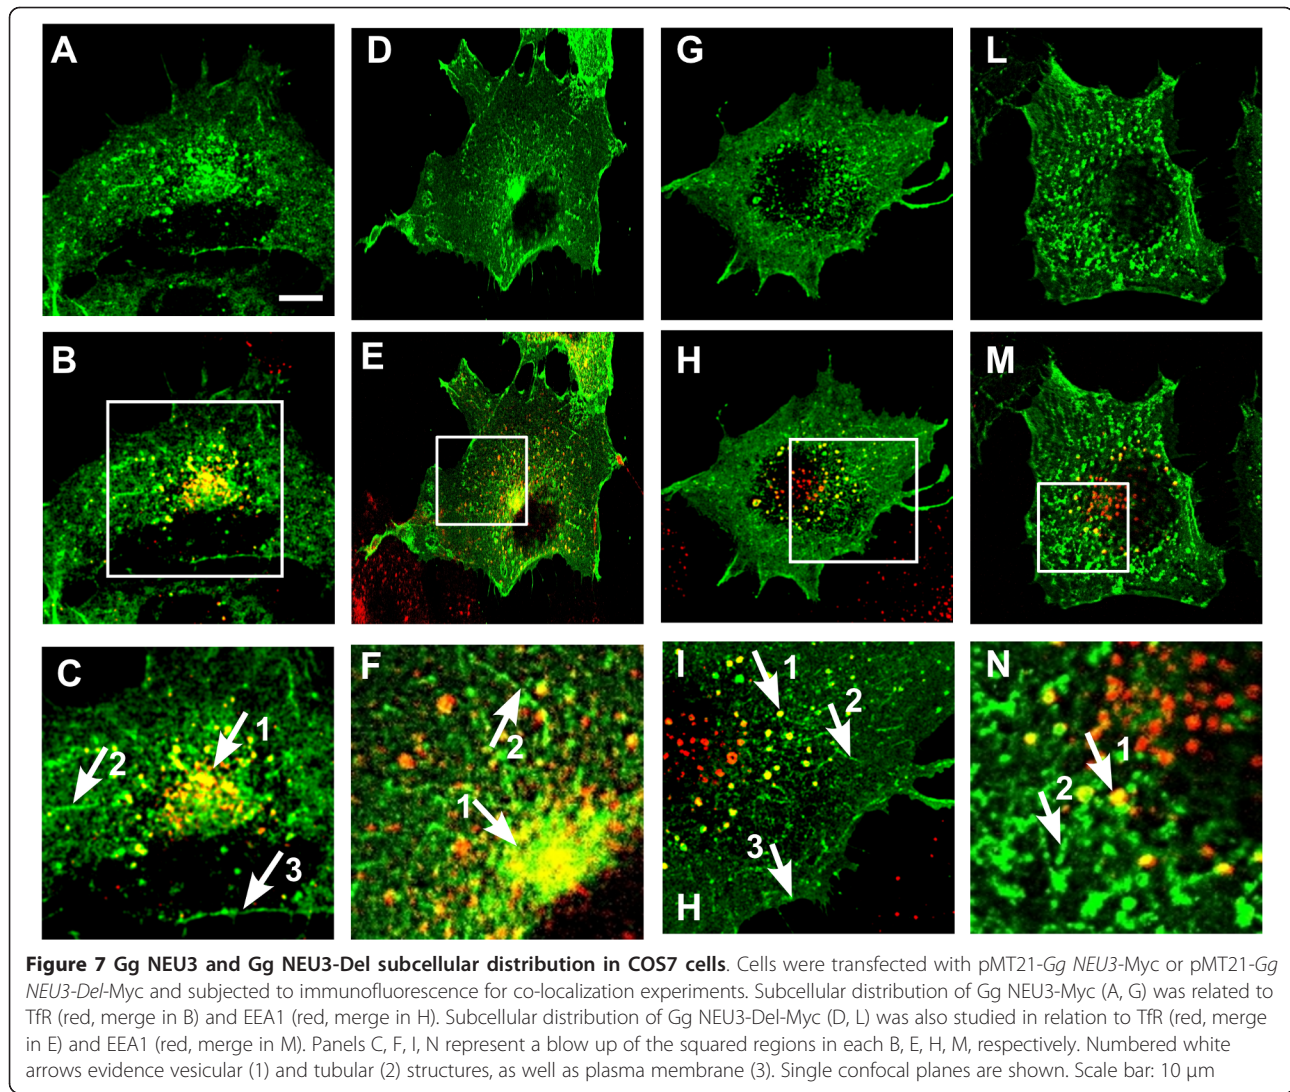 A
D
G
L
B
E
H
M
C
1
2
3
F
2
1
I
1
2
3
H
N
1
2
Figure 7 Gg NEU3 and Gg NEU3-Del subcellular distribution in COS7 cells. Cells were transfected with pMT21-Gg NEU3-Myc or pMT21-Gg
NEU3-Del-Myc and subjected to immunofluorescence for co-localization experiments. Subcellular distribution of Gg NEU3-Myc (A, G) was related to
TfR (red, merge in B) and EEA1 (red, merge in H). Subcellular distribution of Gg NEU3-Del-Myc (D, L) was also studied in relation to TfR (red, merge
in E) and EEA1 (red, merge in M). Panels C, F, I, N represent a blow up of the squared regions in each B, E, H, M, respectively. Numbered white
arrows evidence vesicular (1) and tubular (2) structures, as well as plasma membrane (3). Single confocal planes are shown. Scale bar: 10 μm